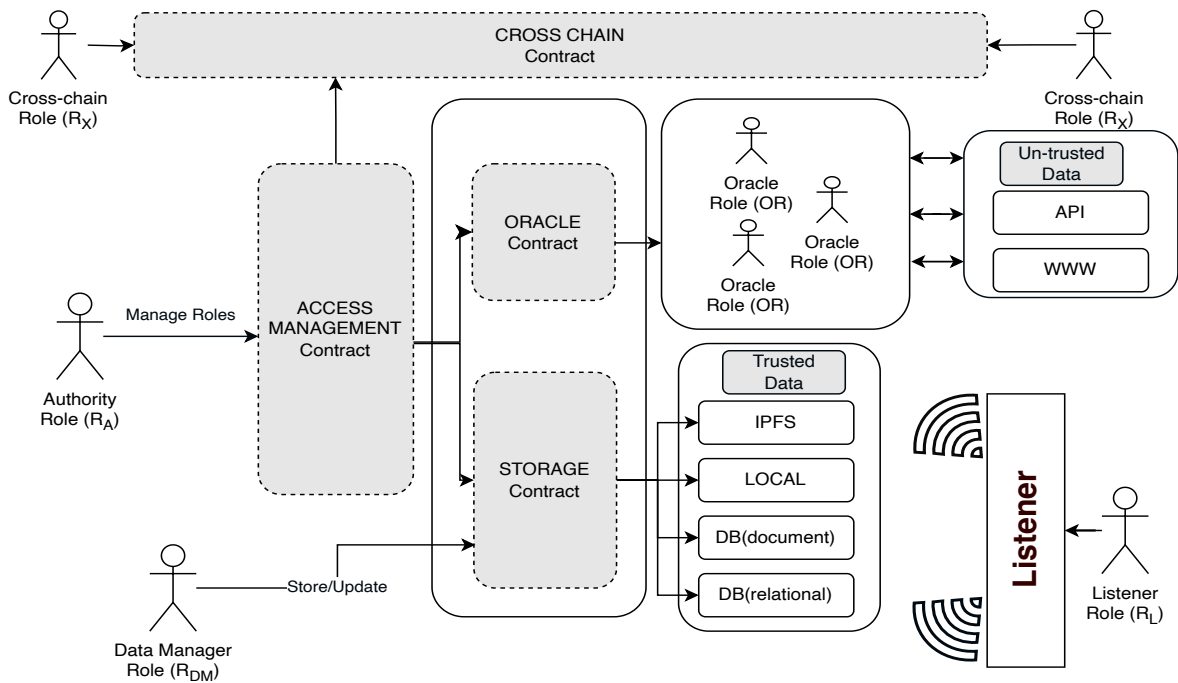 CROSS CHAIN
Contract
Cross-chain
Role (RX)
Cross-chain
Role (RX)
Un-trusted
Data
API
WWW
Oracle
Role (OR)
Oracle
Role (OR)
Oracle
Role (OR)
ORACLE
Contract
ACCESS
MANAGEMENT
Contract
Manage Roles
Authority
Role (RA)
Trusted
Data
IPFS
LOCAL
DB(document)
DB(relational)
STORAGE
Contract
Store/Update
Data Manager
Role (RDM)
Listener
Listener
Role (RL)